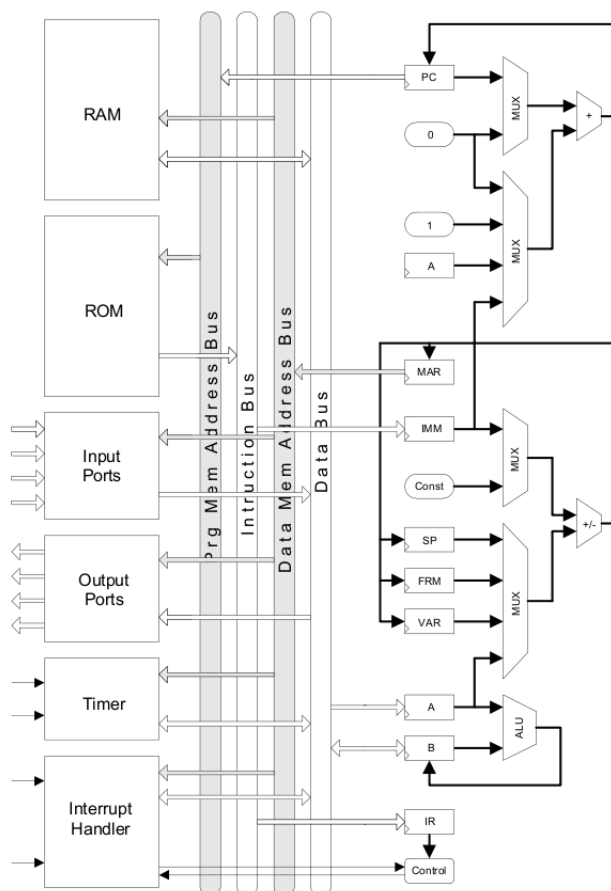 RAM
ROM
Input
Ports
Output
Ports
Timer
Interrupt
Handler
Prg Mem Address Bus
Intruction Bus
Data Mem Address Bus
Data Bus
PC
MUX
+
0
1
MUX
A
MAR
IMM
MUX
Const
+/-
SP
FRM
MUX
VAR
A
ALU
B
IR
Control